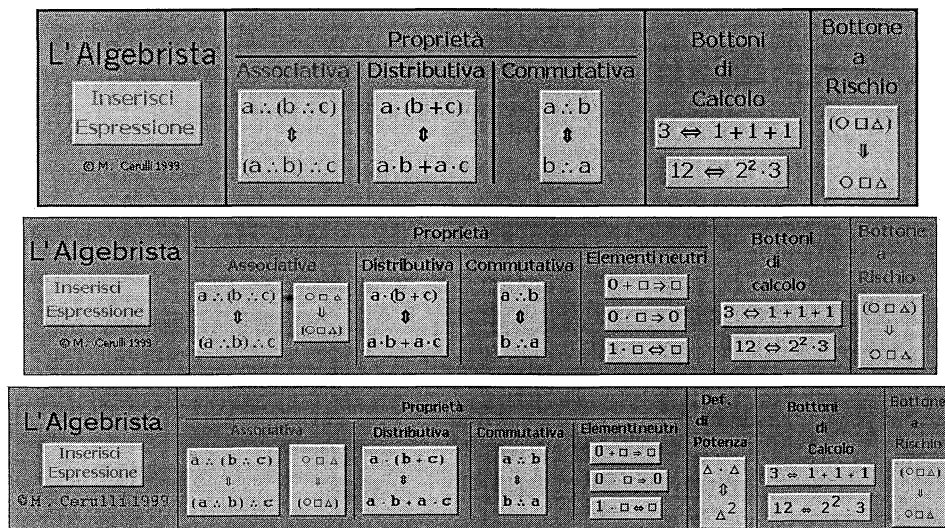 L'Algebrista
Inserisci
Espressione
© M. Cerulli 1999
Proprietà
Associativa
a ∴ (b ∴ c)
⇕
(a ∴ b) ∴ c
Distributiva
a · (b + c)
⇕
a · b + a · c
Commutativa
a ∴ b
⇕
b ∴ a
Bottoni
di
Calcolo
3 ⇔ 1 + 1 + 1
12 ⇔ 2² · 3
Bottone
a
Rischio
(○ □ △)
⇓
○ □ △
L'Algebrista
Inserisci
Espressione
© M. Cerulli 1999
Proprietà
Associativa
a ∴ (b ∴ c)
⇕
(a ∴ b) ∴ c
○ □ △
⇓
(○ □ △)
Distributiva
a · (b + c)
⇕
a · b + a · c
Commutativa
a ∴ b
⇕
b ∴ a
Elementi neutri
0 + □ ⇒ □
0 · □ ⇒ 0
1 · □ ⇔ □
Bottoni
di
calcolo
3 ⇔ 1 + 1 + 1
12 ⇔ 2² · 3
Bottone
a
Rischio
(○ □ △)
⇓
○ □ △
L'Algebrista
Inserisci
Espressione
© M. Cerulli 1999
Proprietà
Associativa
a ∴ (b ∴ c)
⇕
(a ∴ b) ∴ c
○ □ △
⇓
(○ □ △)
Distributiva
a · (b + c)
⇕
a · b + a · c
Commutativa
a ∴ b
⇕
b ∴ a
Elementi neutri
0 + □ ⇒ □
0 · □ ⇒ 0
1 · □ ⇔ □
Def.
di
Potenza
△ · △
⇕
△²
Bottoni
di
Calcolo
3 ⇔ 1 + 1 + 1
12 ⇔ 2² · 3
Bottone
a
Rischio
(○ □ △)
⇓
○ □ △